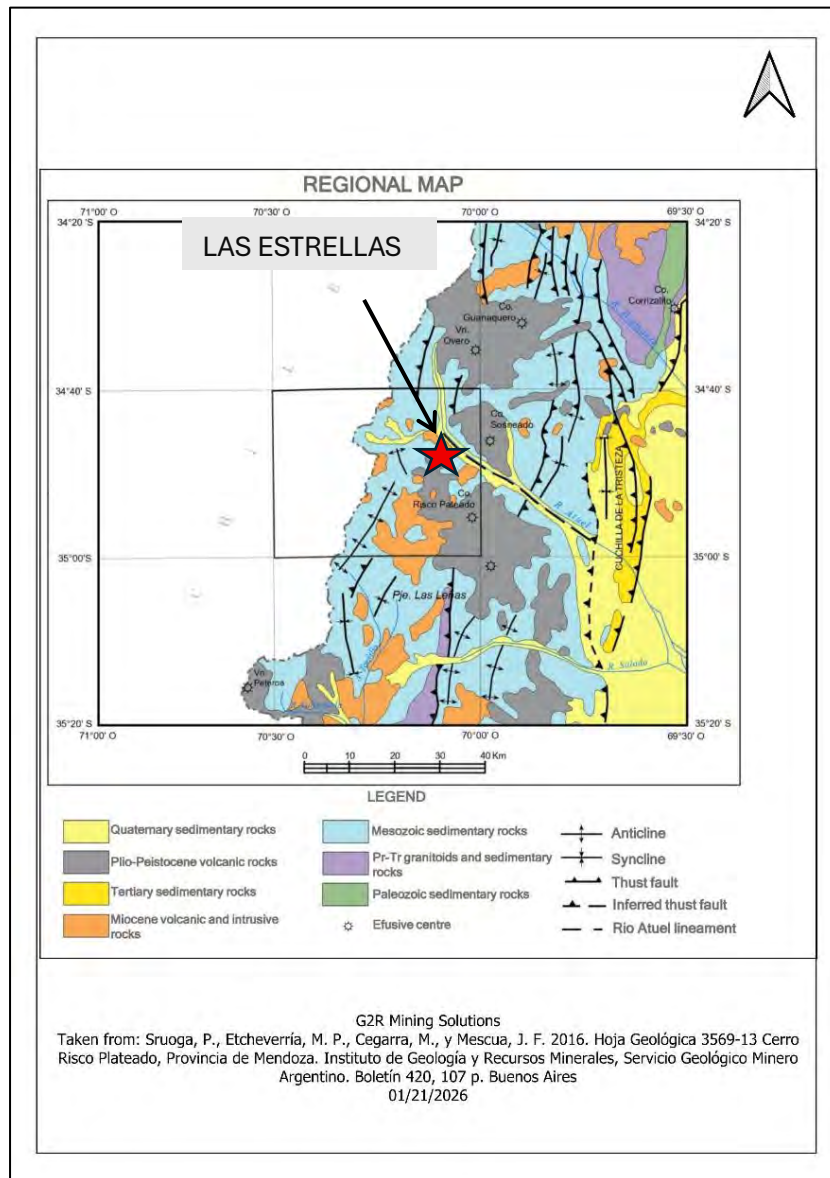 REGIONAL MAP
71°00' O
70°30' O
70°00' O
69°30' O
34°20' S
34°20' S
LAS ESTRELLAS
Co.
Guanaquero
Vn.
Overo
Co.
Corrizalito
34°40' S
34°40' S
Co.
Sosneado
Co.
Risco Plateado
R. Atuel
CUCHILLA DE LA TRISTEZA
35°00' S
35°00' S
Pje. Las Leñas
R. Salado
Vn.
Peteroa
35°20' S
35°20' S
71°00' O
70°30' O
70°00' O
69°30' O
0 10 20 30 40 Km
LEGEND
Quaternary sedimentary rocks
Plio-Peistocene volcanic rocks
Tertiary sedimentary rocks
Miocene volcanic and intrusive
rocks
Mesozoic sedimentary rocks
Pr-Tr granitoids and sedimentary
rocks
Paleozoic sedimentary rocks
Efusive centre
Anticline
Syncline
Thust fault
Inferred thust fault
Rio Atuel lineament
G2R Mining Solutions
Taken from: Sruoga, P., Etcheverría, M. P., Cegarra, M., y Mescua, J. F. 2016. Hoja Geológica 3569-13 Cerro
Risco Plateado, Provincia de Mendoza. Instituto de Geología y Recursos Minerales, Servicio Geológico Minero
Argentino. Boletín 420, 107 p. Buenos Aires
01/21/2026